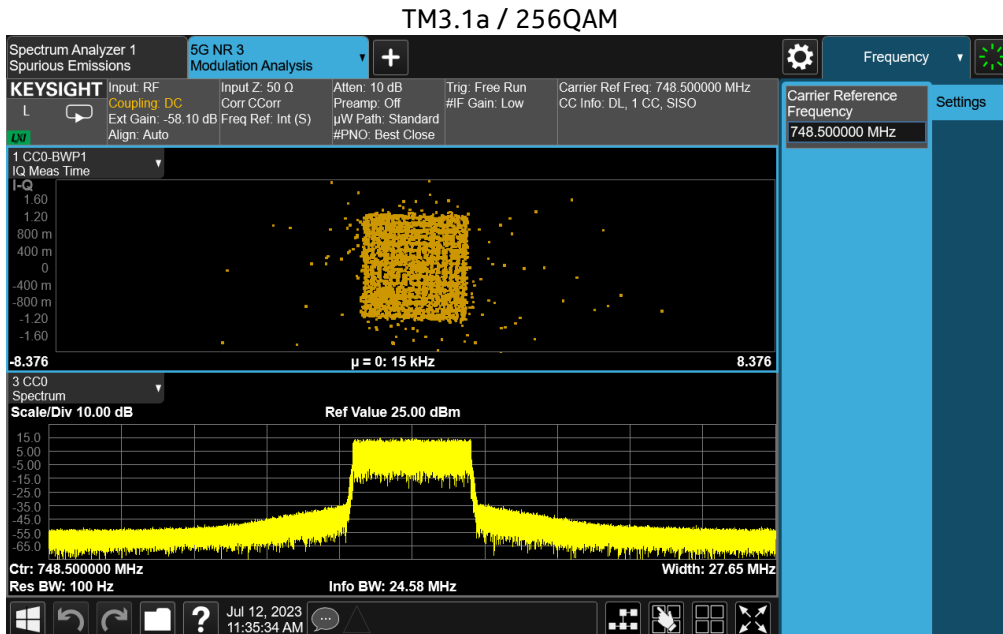 TM3.1a / 256QAM
Spectrum Analyzer 1
Spurious Emissions
5G NR 3
Modulation Analysis
Frequency
KEYSIGHT
L
LXI
Input: RF
Coupling: DC
Ext Gain: -58.10 dB
Align: Auto
Input Z: 50 Ω
Corr CCorr
Freq Ref: Int (S)
Atten: 10 dB
Preamp: Off
µW Path: Standard
#PNO: Best Close
Trig: Free Run
#IF Gain: Low
Carrier Ref Freq: 748.500000 MHz
CC Info: DL, 1 CC, SISO
Carrier Reference
Frequency
748.500000 MHz
Settings
1 CC0-BWP1
IQ Meas Time
I-Q
1.60
1.20
800 m
400 m
0
-400 m
-800 m
-1.20
-1.60
-8.376
µ = 0: 15 kHz
8.376
3 CC0
Spectrum
Scale/Div 10.00 dB
Ref Value 25.00 dBm
15.0
5.00
-5.00
-15.0
-25.0
-35.0
-45.0
-55.0
-65.0
Ctr: 748.500000 MHz
Width: 27.65 MHz
Res BW: 100 Hz
Info BW: 24.58 MHz
?
Jul 12, 2023
11:35:34 AM